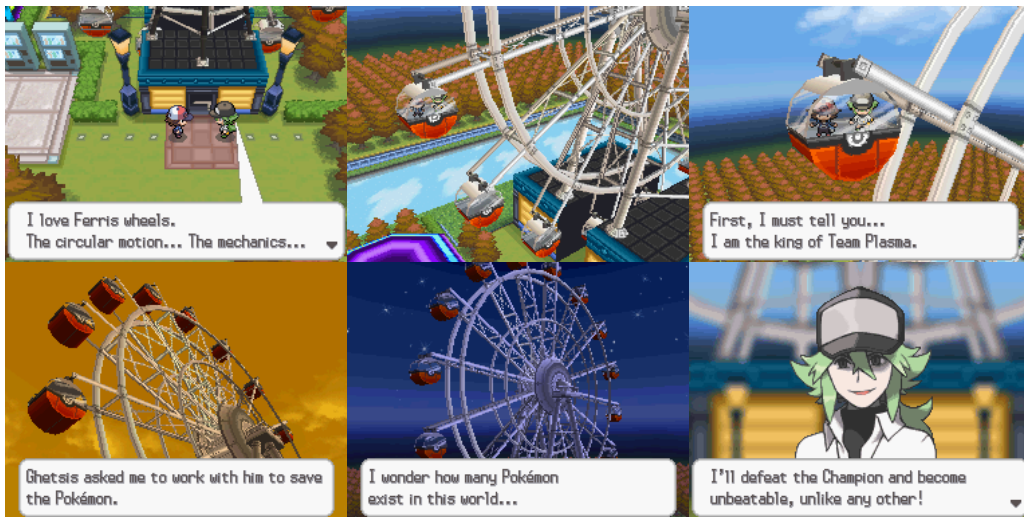 I love Ferris wheels.
The circular motion... The mechanics...
First, I must tell you...
I am the king of Team Plasma.
Ghetsis asked me to work with him to save
the Pokémon.
I wonder how many Pokémon
exist in this world...
I'll defeat the Champion and become
unbeatable, unlike any other!